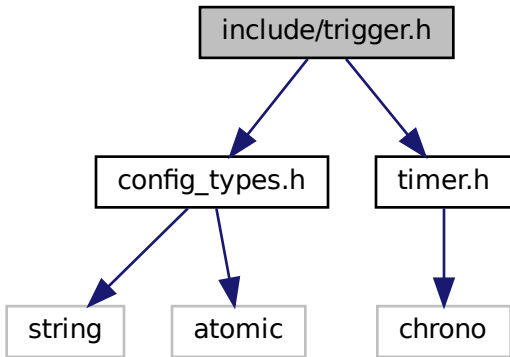 include/trigger.h
config_types.h
timer.h
string
atomic
chrono